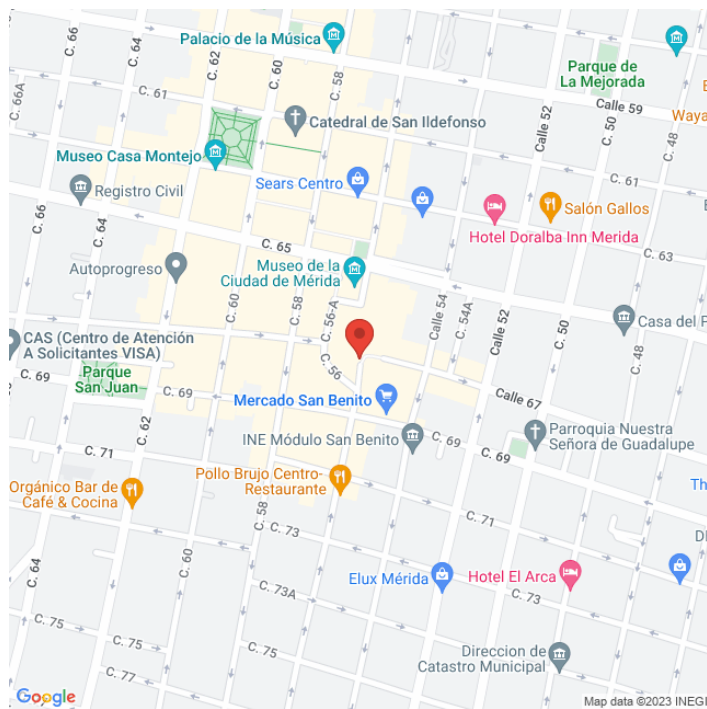 Palacio de la Música
C. 66A
C. 64
C. 62
C. 60
C. 58
Parque de
La Mejorada
Calle 59
C. 61
Catedral de San Ildefonso
Calle 52
C. 50
C. 48
Waya
Museo Casa Montejo
Registro Civil
Sears Centro
C. 61
Salón Gallos
Hotel Doralba Inn Merida
C. 63
C. 66
C. 64
C. 65
Autoprogreso
Museo de la
Ciudad de Mérida
C. 60
C. 58
C. 56-A
Calle 54
C. 54A
Calle 52
C. 50
C. 48
Casa del P
CAS (Centro de Atención
A Solicitantes VISA)
Parque
San Juan
C. 69
C. 62
C. 69
C. 56
Calle 67
Mercado San Benito
INE Módulo San Benito
C. 69
C. 69
Parroquia Nuestra
Señora de Guadalupe
C. 71
Orgánico Bar de
Café & Cocina
Pollo Brujo Centro-
Restaurante
Th
C. 58
C. 71
C. 73
C. 64
C. 60
Elux Mérida
Hotel El Arca
C. 73
C. 73A
C. 75
C. 75
C. 75
C. 77
Direccion de
Catastro Municipal
Google
Map data ©2023 INEGI